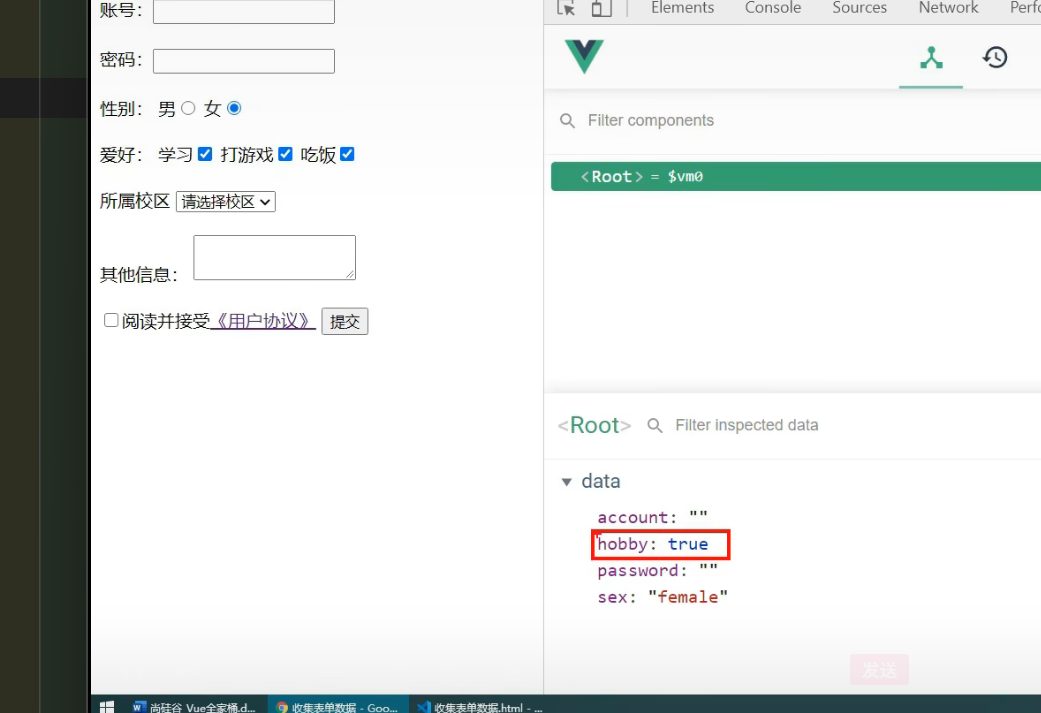 账号：
Elements Console Sources Network Perf
密码：
性别： 男 女
Filter components
爱好： 学习 打游戏 吃饭
<Root> = $vm0
所属校区 请选择校区
其他信息：
阅读并接受《用户协议》 提交
<Root> Filter inspected data
data
account: ""
hobby: true
password: ""
sex: "female"
发送
尚硅谷_Vue全家桶.d... 收集表单数据 - Goo... 收集表单数据.html - ...